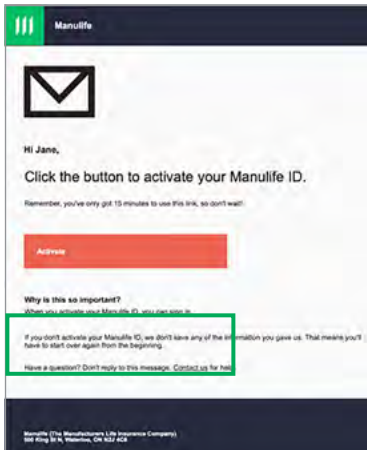 Manulife
Hi Jane,
Click the button to activate your Manulife ID.
Remember, you've only got 15 minutes to use this link, so don't wait!
Activate
Why is this so important?
When you activate your Manulife ID, you can sign in.
If you don't activate your Manulife ID, we don't save any of the information you gave us. That means you'll
have to start over again from the beginning.
Have a question? Don't reply to this message. Contact us for help
Manulife (The Manufacturers Life Insurance Company)
500 King St N, Waterloo, ON N2J 4C6